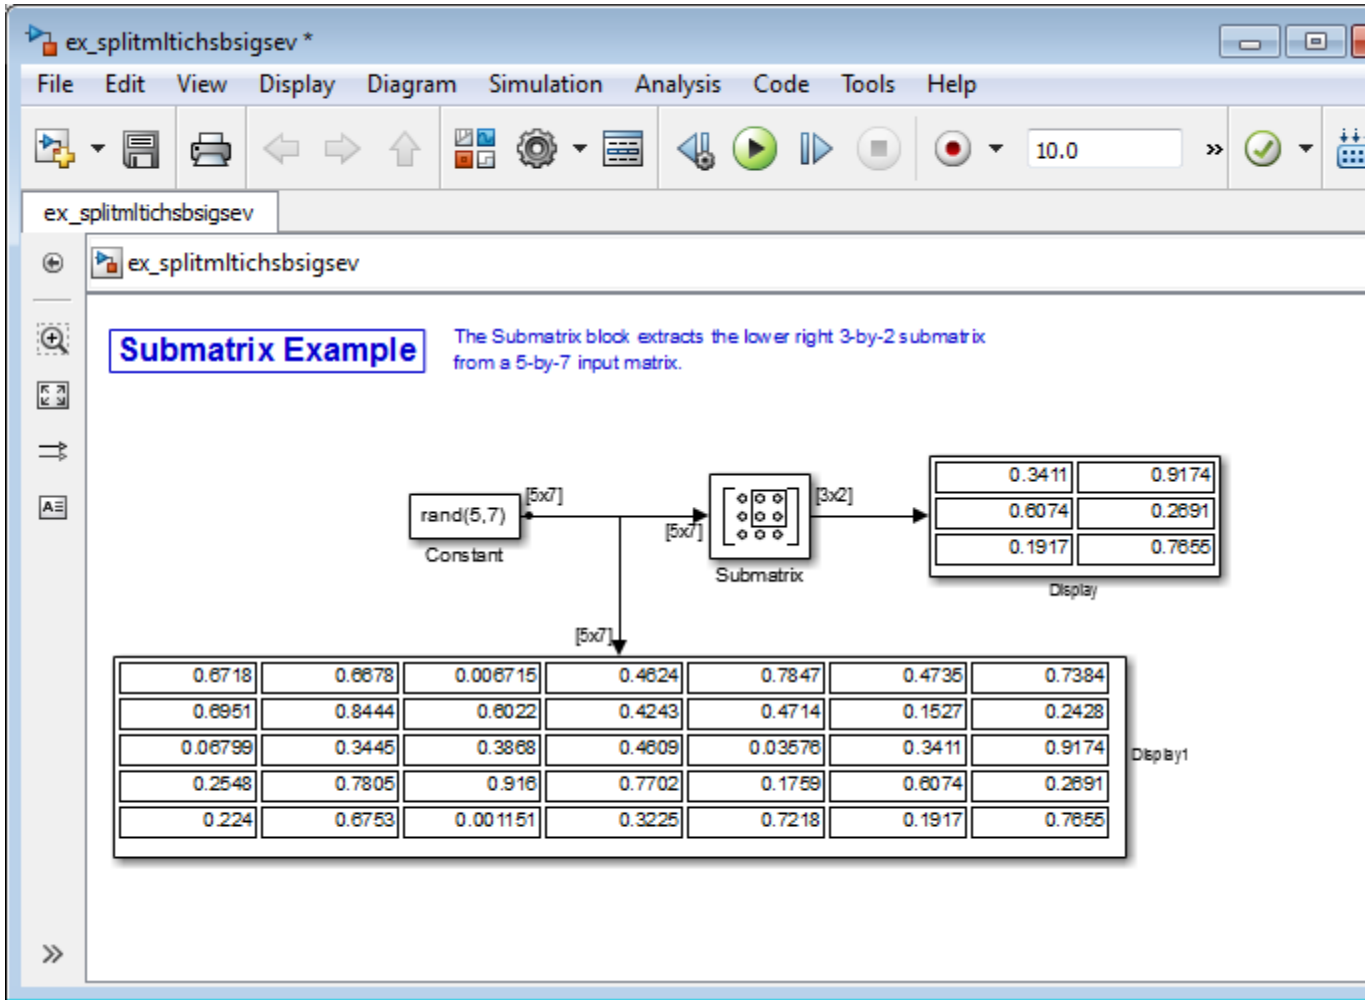 ex_splitmltichsbsigsev *
File Edit View Display Diagram Simulation Analysis Code Tools Help
10.0
ex_splitmltichsbsigsev
ex_splitmltichsbsigsev
Submatrix Example
The Submatrix block extracts the lower right 3-by-2 submatrix
from a 5-by-7 input matrix.
rand(5,7)
Constant
[5x7]
[5x7]
Submatrix
[3x2]
0.3411 0.9174
0.6074 0.2691
0.1917 0.7655
Display
[5x7]
0.6718 0.6678 0.006715 0.4624 0.7847 0.4735 0.7384
0.6951 0.8444 0.6022 0.4243 0.4714 0.1527 0.2428
0.06799 0.3445 0.3868 0.4609 0.03576 0.3411 0.9174
0.2548 0.7805 0.916 0.7702 0.1759 0.6074 0.2691
0.224 0.6753 0.001151 0.3225 0.7218 0.1917 0.7655
Display1